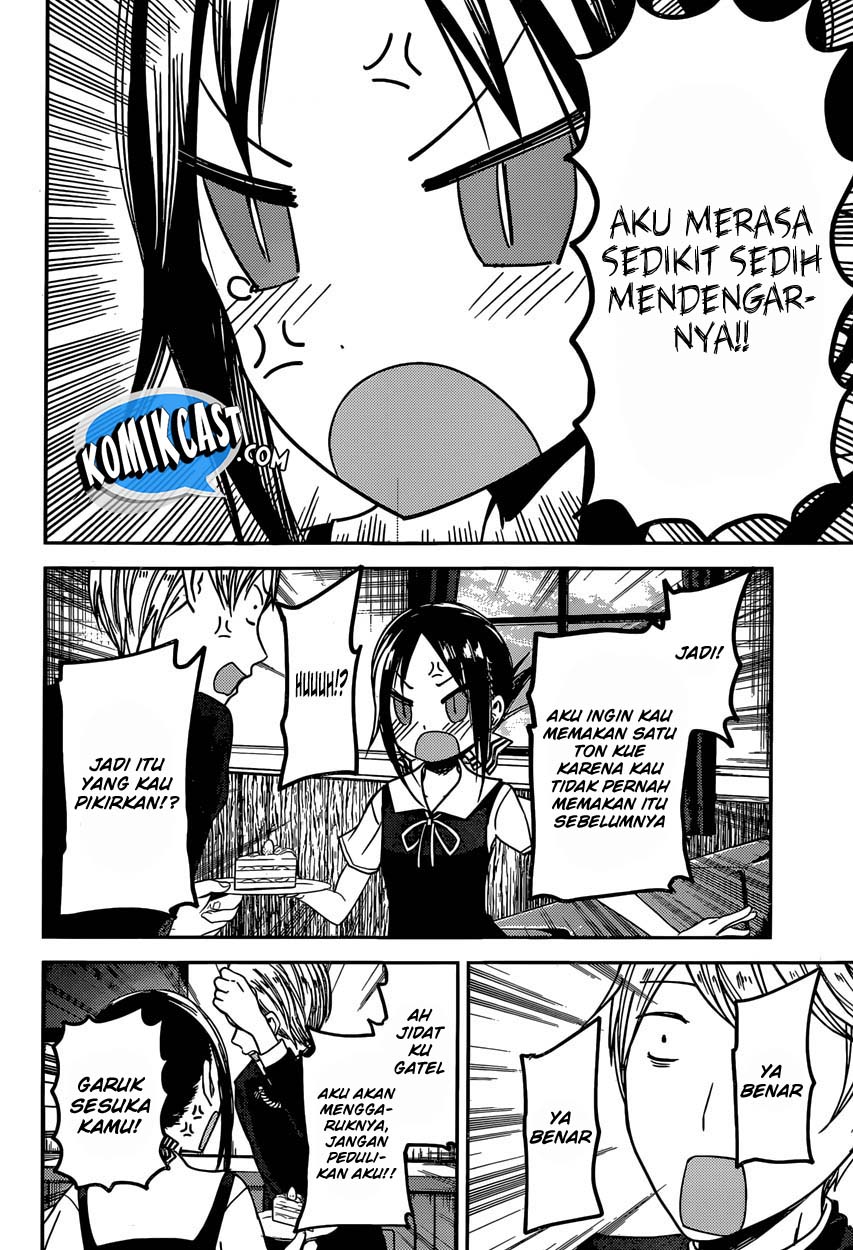 AKU MERASA
SEDIKIT SEDIH
MENDENGAR-
NYA!!
KOMIKCAST
.COM
JADI!
AKU INGIN KAU
MEMAKAN SATU
TON KUE
KARENA KAU
TIDAK PERNAH
MEMAKAN ITU
SEBELUMNYA
HUUUH!?
JADI ITU
YANG KAU
PIKIRKAN!?
YA
BENAR
YA
BENAR
AH
JIDAT
KU
GATEL
AKU AKAN
MENGGA-
RUKNYA,
JANGAN
PEDULI-
KAN AKU!!
GARUK
SESUKA
KAMU!